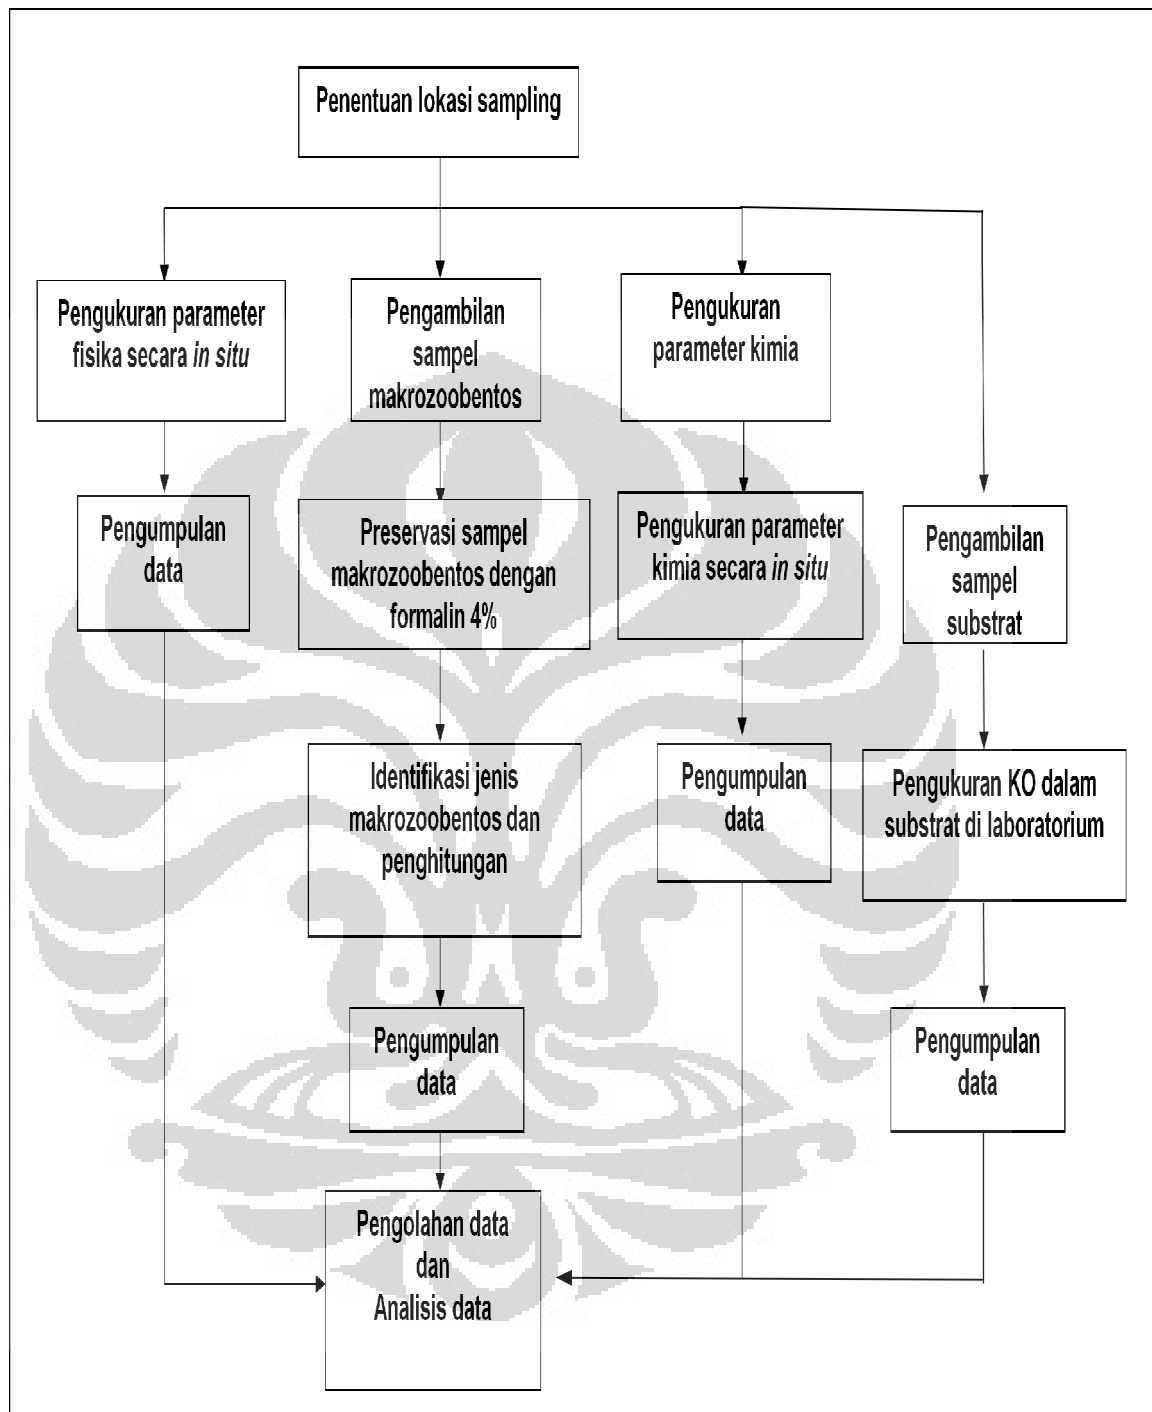 Penentuan lokasi sampling
Pengukuran parameter
fisika secara in situ
Pengambilan
sampel
makrozoobentos
Pengukuran
parameter kimia
Pengumpulan
data
Preservasi sampel
makrozoobentos dengan
formalin 4%
Pengukuran parameter
kimia secara in situ
Pengambilan
sampel
substrat
Identifikasi jenis
makrozoobentos dan
penghitungan
Pengumpulan
data
Pengukuran KO dalam
substrat di laboratorium
Pengumpulan
data
Pengumpulan
data
Pengolahan data
dan
Analisis data